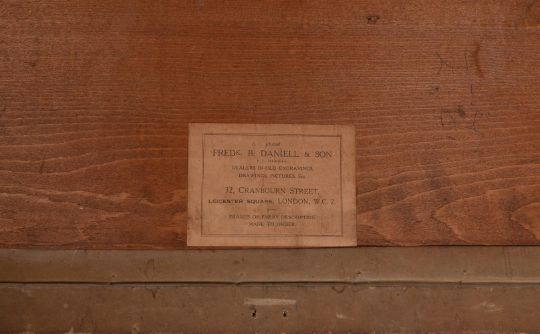 FREDK B. DANIELL & SON
DEALERS IN OLD ENGRAVINGS
DRAWINGS, PICTURES, &c.
32, CRANBOURN STREET,
LEICESTER SQUARE, LONDON, W.C. 2.
FRAMES OF EVERY DESCRIPTION
MADE TO ORDER.